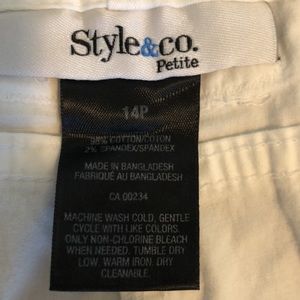 Style&co.
Petite
14P
98% COTTON/COTON
2% SPANDEX/SPANDEX
MADE IN BANGLADESH
FABRIQUÉ AU BANGLADESH
CA 00234
MACHINE WASH COLD, GENTLE
CYCLE WITH LIKE COLORS.
ONLY NON-CHLORINE BLEACH
WHEN NEEDED. TUMBLE DRY
LOW. WARM IRON. DRY
CLEANABLE.